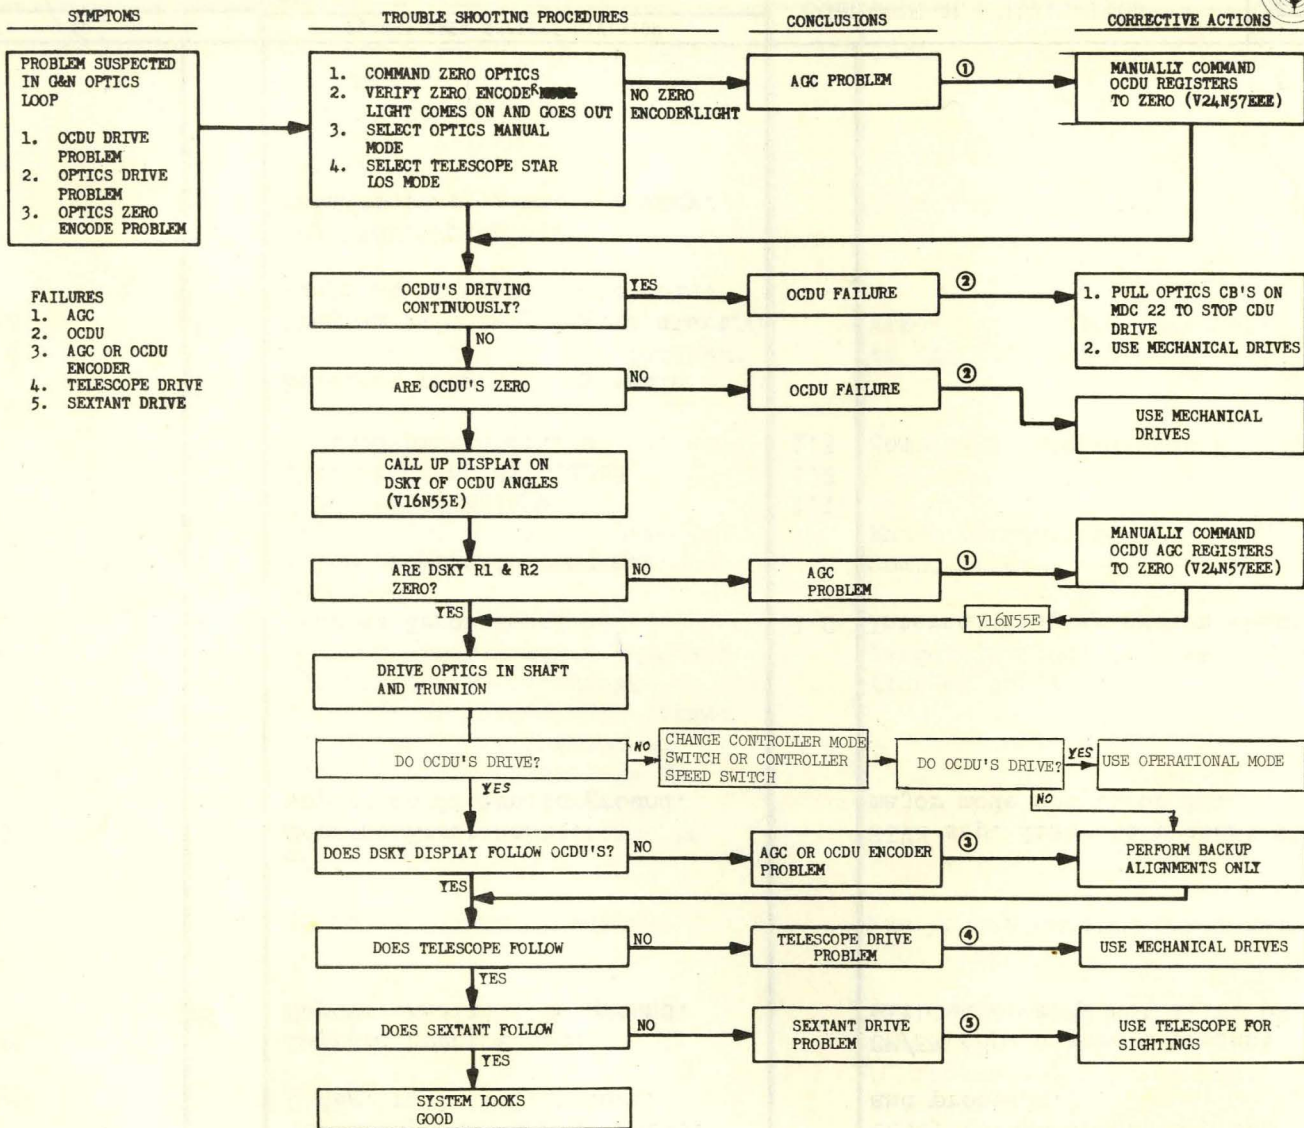 SYMPTOMS
TROUBLE SHOOTING PROCEDURES
CONCLUSIONS
CORRECTIVE ACTIONS
PROBLEM SUSPECTED
IN G&N OPTICS
LOOP
1. OCDU DRIVE
PROBLEM
2. OPTICS DRIVE
PROBLEM
3. OPTICS ZERO
ENCODE PROBLEM
1. COMMAND ZERO OPTICS
2. VERIFY ZERO ENCODER
LIGHT COMES ON AND GOES OUT
3. SELECT OPTICS MANUAL
MODE
4. SELECT TELESCOPE STAR
LOS MODE
NO ZERO
ENCODER LIGHT
AGC PROBLEM
①
MANUALLY COMMAND
OCDU REGISTERS
TO ZERO (V24N57EEE)
FAILURES
1. AGC
2. OCDU
3. AGC OR OCDU
ENCODER
4. TELESCOPE DRIVE
5. SEXTANT DRIVE
OCDU'S DRIVING
CONTINUOUSLY?
YES
OCDU FAILURE
②
1. PULL OPTICS CB'S ON
MDC 22 TO STOP CDU
DRIVE
2. USE MECHANICAL DRIVES
NO
ARE OCDU'S ZERO
NO
OCDU FAILURE
②
USE MECHANICAL
DRIVES
CALL UP DISPLAY ON
DSKY OF OCDU ANGLES
(V16N55E)
ARE DSKY R1 & R2
ZERO?
NO
AGC
PROBLEM
①
MANUALLY COMMAND
OCDU AGC REGISTERS
TO ZERO (V24N57EEE)
YES
V16N55E
DRIVE OPTICS IN SHAFT
AND TRUNNION
DO OCDU'S DRIVE?
NO
CHANGE CONTROLLER MODE
SWITCH OR CONTROLLER
SPEED SWITCH
DO OCDU'S DRIVE?
YES
USE OPERATIONAL MODE
YES
NO
DOES DSKY DISPLAY FOLLOW OCDU'S?
NO
AGC OR OCDU ENCODER
PROBLEM
③
PERFORM BACKUP
ALIGNMENTS ONLY
YES
DOES TELESCOPE FOLLOW
NO
TELESCOPE DRIVE
PROBLEM
④
USE MECHANICAL DRIVES
YES
DOES SEXTANT FOLLOW
NO
SEXTANT DRIVE
PROBLEM
⑤
USE TELESCOPE FOR
SIGHTINGS
YES
SYSTEM LOOKS
GOOD